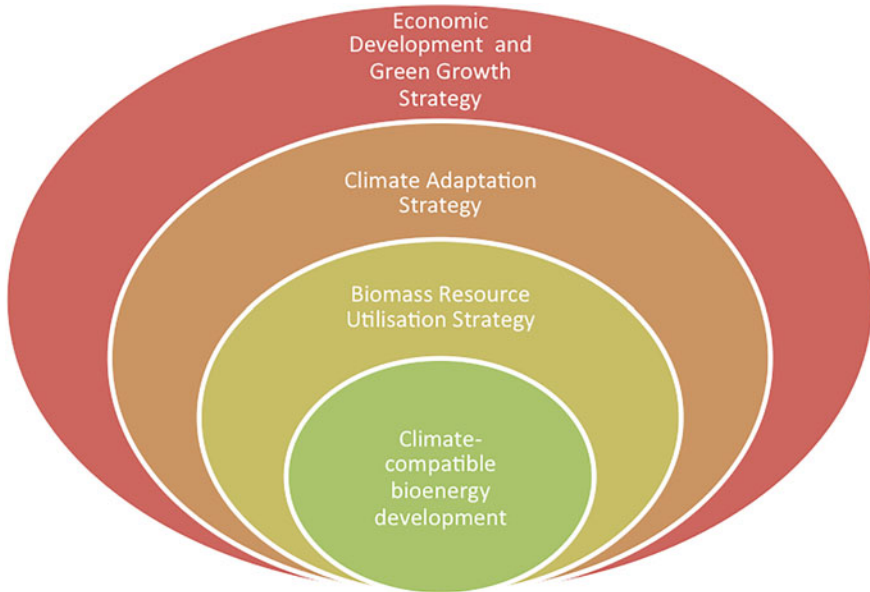 Economic
Development and
Green Growth
Strategy
Climate Adaptation
Strategy
Biomass Resource
Utilisation Strategy
Climate-
compatible
bioenergy
development